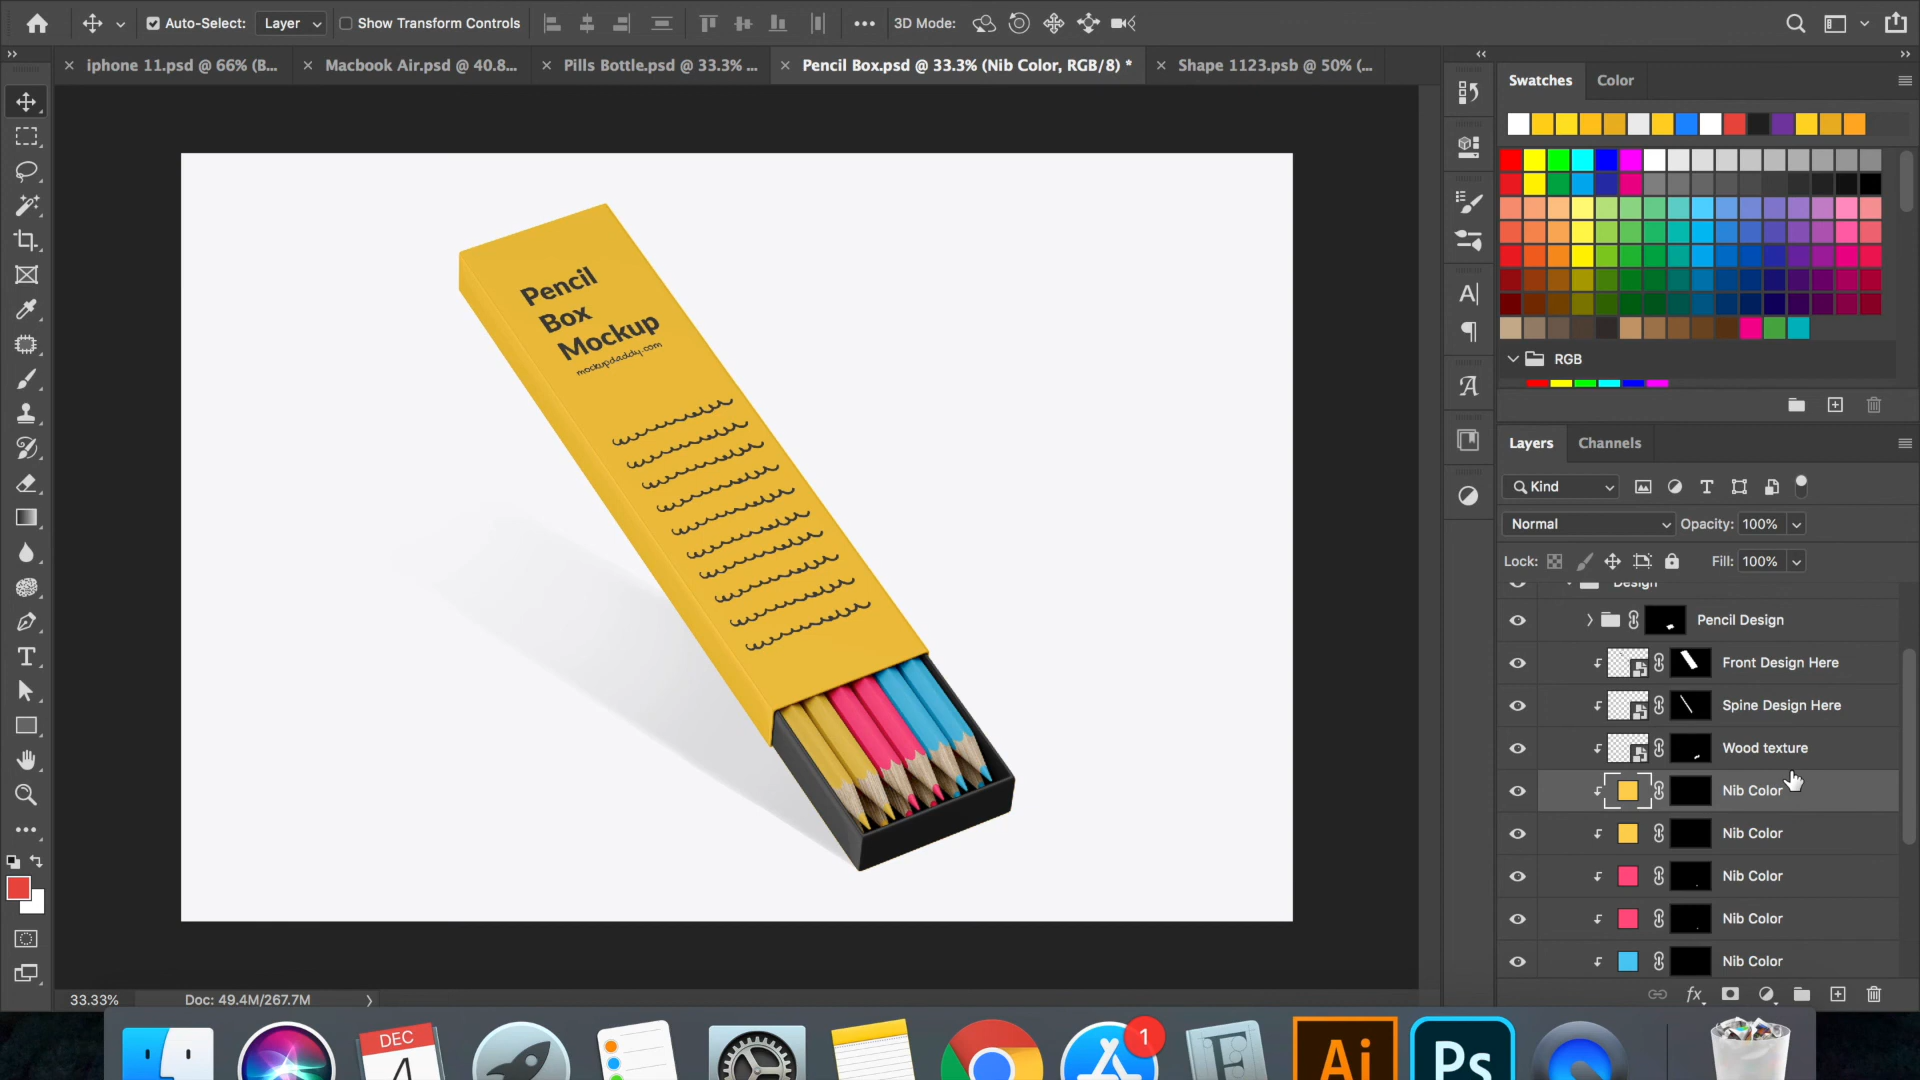 Auto-Select: Layer Show Transform Controls 3D Mode:
iphone 11.psd @ 66% (B... Macbook Air.psd @ 40.8... Pills Bottle.psd @ 33.3% ... Pencil Box.psd @ 33.3% (Nib Color, RGB/8) * Shape 1123.psb @ 50% (...
Swatches Color
Pencil
Box
Mockup
mockupdaddy.com
RGB
Layers Channels
Kind
Normal Opacity: 100%
Lock: Fill: 100%
Design
Pencil Design
Front Design Here
Spine Design Here
Wood texture
Nib Color
Nib Color
Nib Color
Nib Color
Nib Color
33.33% Doc: 49.4M/267.7M
fx
DEC
4
1
Ai
Ps